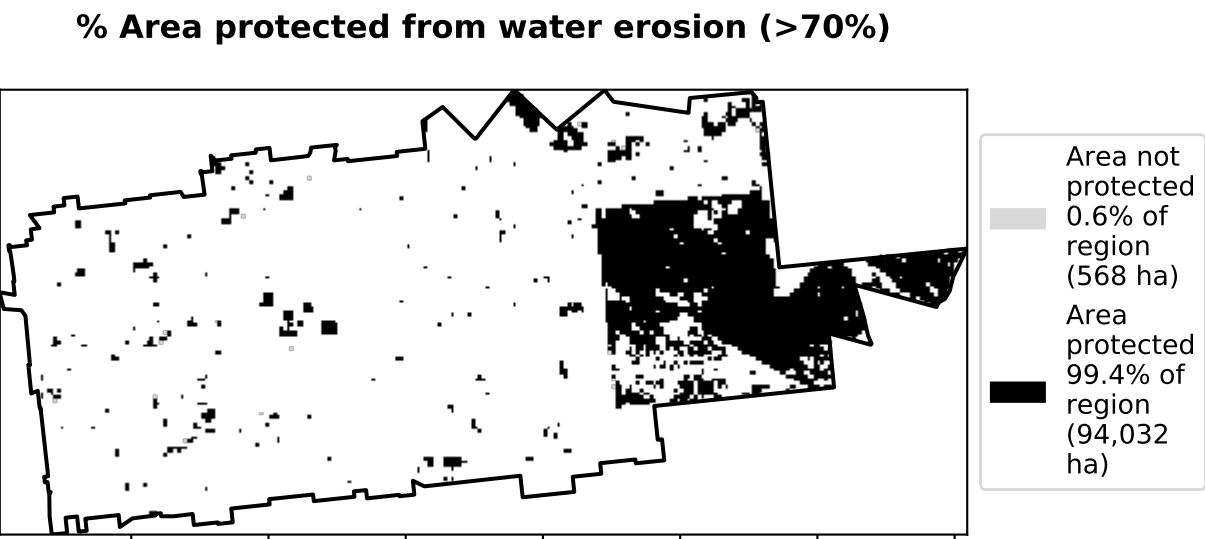 % Area protected from water erosion (>70%)
Area not
protected
0.6% of
region
(568 ha)
Area
protected
99.4% of
region
(94,032
ha)